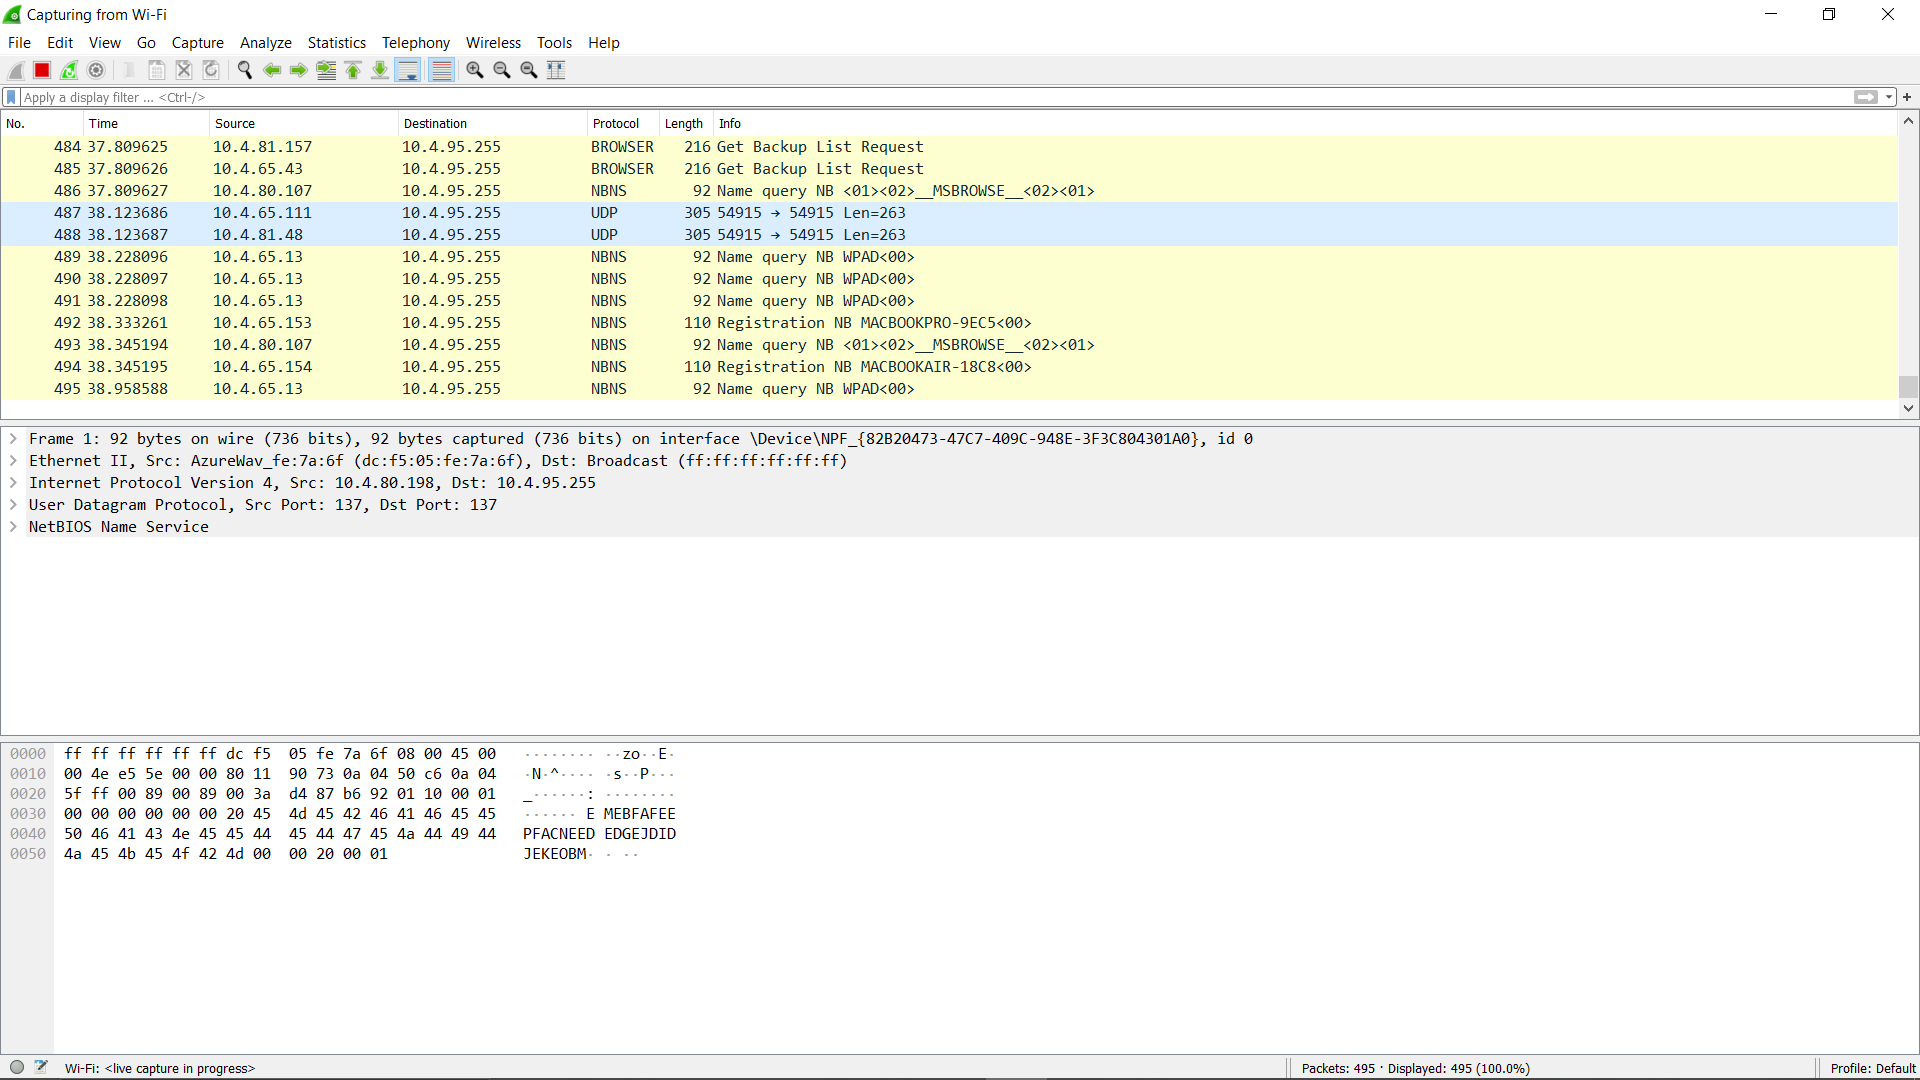 Capturing from Wi-Fi
File Edit View Go Capture Analyze Statistics Telephony Wireless Tools Help
Apply a display filter ... <Ctrl-/>
No. Time Source Destination Protocol Length Info
484 37.809625 10.4.81.157 10.4.95.255 BROWSER 216 Get Backup List Request
485 37.809626 10.4.65.43 10.4.95.255 BROWSER 216 Get Backup List Request
486 37.809627 10.4.80.107 10.4.95.255 NBNS 92 Name query NB <01><02>__MSBROWSE__<02><01>
487 38.123686 10.4.65.111 10.4.95.255 UDP 305 54915 → 54915 Len=263
488 38.123687 10.4.81.48 10.4.95.255 UDP 305 54915 → 54915 Len=263
489 38.228096 10.4.65.13 10.4.95.255 NBNS 92 Name query NB WPAD<00>
490 38.228097 10.4.65.13 10.4.95.255 NBNS 92 Name query NB WPAD<00>
491 38.228098 10.4.65.13 10.4.95.255 NBNS 92 Name query NB WPAD<00>
492 38.333261 10.4.65.153 10.4.95.255 NBNS 110 Registration NB MACBOOKPRO-9EC5<00>
493 38.345194 10.4.80.107 10.4.95.255 NBNS 92 Name query NB <01><02>__MSBROWSE__<02><01>
494 38.345195 10.4.65.154 10.4.95.255 NBNS 110 Registration NB MACBOOKAIR-18C8<00>
495 38.958588 10.4.65.13 10.4.95.255 NBNS 92 Name query NB WPAD<00>
Frame 1: 92 bytes on wire (736 bits), 92 bytes captured (736 bits) on interface \Device\NPF_{82B20473-47C7-409C-948E-3F3C804301A0}, id 0
Ethernet II, Src: AzureWav_fe:7a:6f (dc:f5:05:fe:7a:6f), Dst: Broadcast (ff:ff:ff:ff:ff:ff)
Internet Protocol Version 4, Src: 10.4.80.198, Dst: 10.4.95.255
User Datagram Protocol, Src Port: 137, Dst Port: 137
NetBIOS Name Service
0000 ff ff ff ff ff ff dc f5 05 fe 7a 6f 08 00 45 00 ········ ··zo··E·
0010 00 4e e5 5e 00 00 80 11 90 73 0a 04 50 c6 0a 04 ·N·^···· ·s··P···
0020 5f ff 00 89 00 89 00 3a d4 87 b6 92 01 10 00 01 _······: ········
0030 00 00 00 00 00 00 20 45 4d 45 42 46 41 46 45 45 ······ E MEBFAFEE
0040 50 46 41 43 4e 45 45 44 45 44 47 45 4a 44 49 44 PFACNEED EDGEJDID
0050 4a 45 4b 45 4f 42 4d 00 00 20 00 01 JEKEOBM· · ··
Wi-Fi: <live capture in progress> Packets: 495 · Displayed: 495 (100.0%) Profile: Default